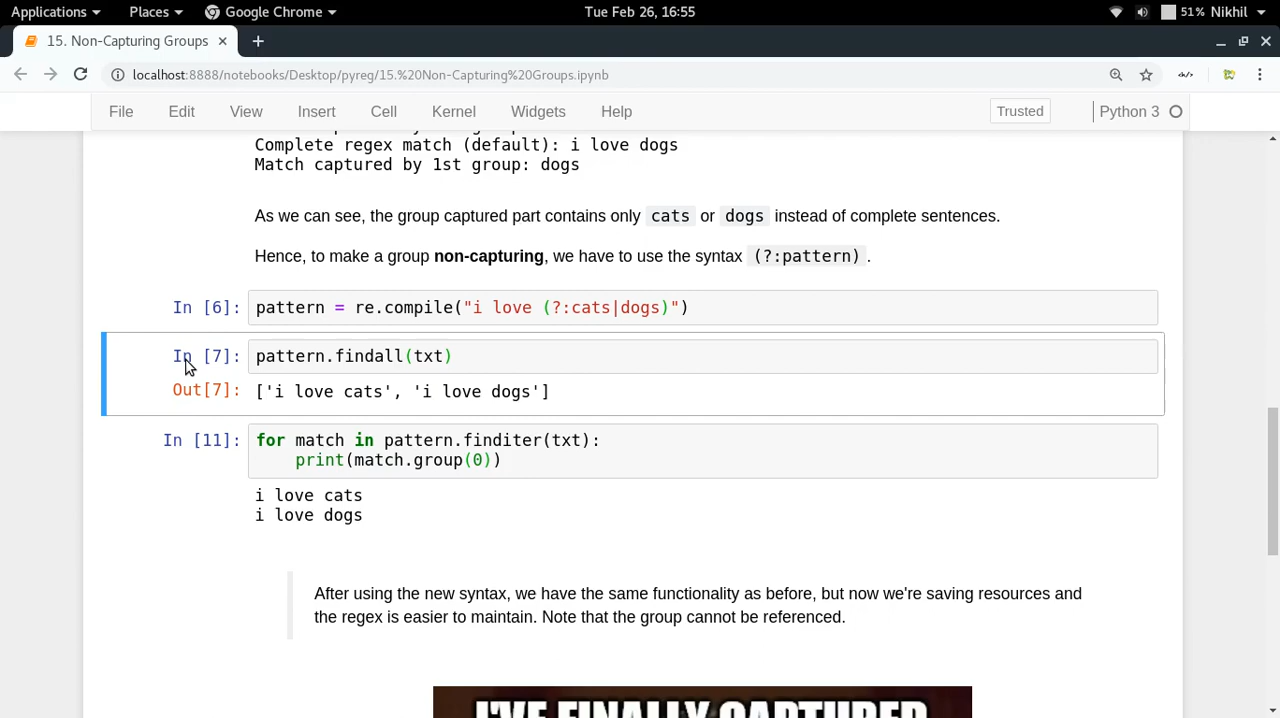 Applications Places Google Chrome Tue Feb 26, 16:55 51% Nikhil
15. Non-Capturing Groups
localhost:8888/notebooks/Desktop/pyreg/15.%20Non-Capturing%20Groups.ipynb
File Edit View Insert Cell Kernel Widgets Help Trusted Python 3
Complete regex match (default): i love dogs
Match captured by 1st group: dogs
As we can see, the group captured part contains only cats or dogs instead of complete sentences.
Hence, to make a group non-capturing, we have to use the syntax (?:pattern).
In [6]: pattern = re.compile("i love (?:cats|dogs)")
In [7]: pattern.findall(txt)
Out[7]: ['i love cats', 'i love dogs']
In [11]: for match in pattern.finditer(txt):
print(match.group(0))
i love cats
i love dogs
After using the new syntax, we have the same functionality as before, but now we're saving resources and
the regex is easier to maintain. Note that the group cannot be referenced.
I'VE FINALLY CAPTURED